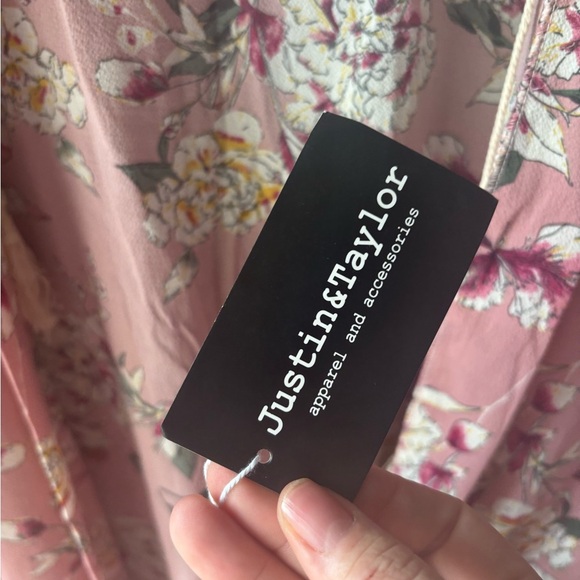 Justin&Taylor
apparel and accessories